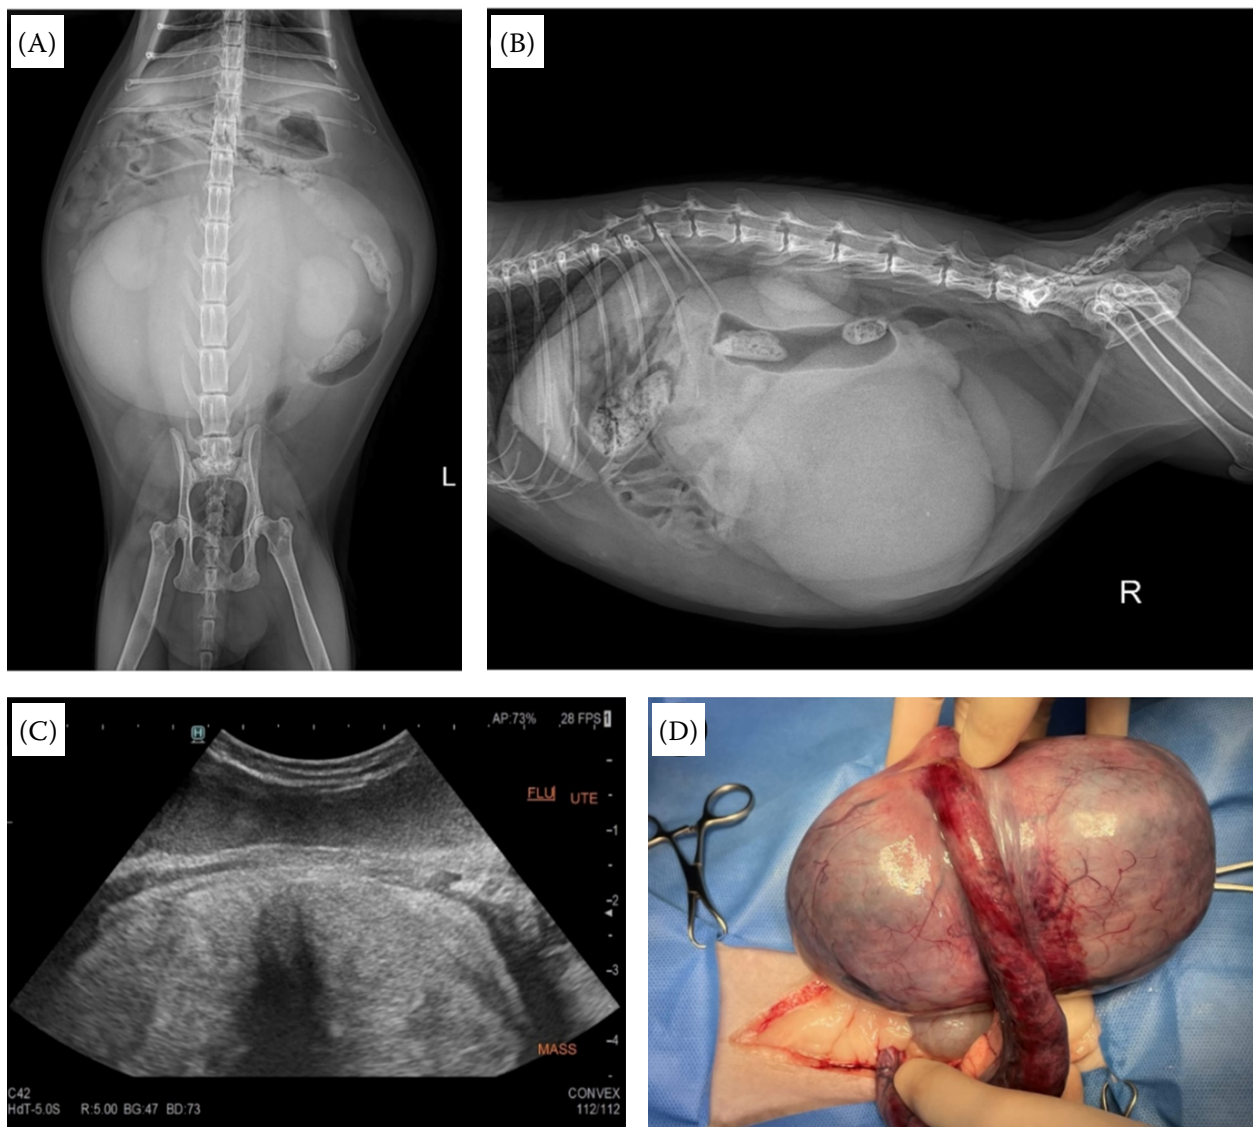 (A)
(B)
L
R
(C)
H
AP:73%
28 FPS
1
FLU
UTE
-1
-2
-3
-4
MASS
C42
CONVEX
HdT-5.0S R:5.00 BG:47 BD:73
112/112
(D)